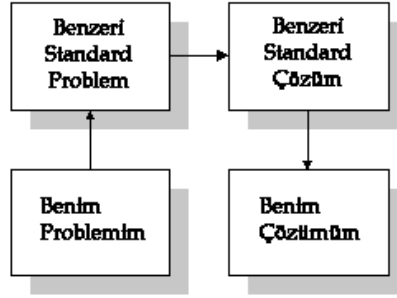 Benzeri
Standard
Problem
Benzeri
Standard
Çözüm
Benim
Problemim
Benim
Çözümüm